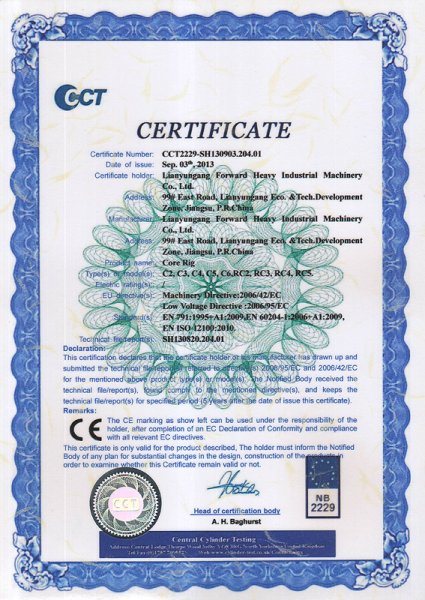 CCT
CERTIFICATE
Certificate Number: CCT2229-SH130903.204.01
Date of issue: Sep. 03th, 2013
Certificate holder: Lianyungang Forward Heavy Industrial Machinery
Co., Ltd.
Address: 99# East Road, Lianyungang Eco. &Tech.Development
Zone, Jiangsu, P.R.China
Manufacturer: Lianyungang Forward Heavy Industrial Machinery
Co., Ltd.
Address: 99# East Road, Lianyungang Eco. &Tech.Development
Zone, Jiangsu, P.R.China
Product: Core Rig
Type(s) or model(s): C2, C3, C4, C5, C6,RC2, RC3, RC4, RC5.
Electric rating(s): /
EU directive(s): Machinery Directive:2006/42/EC
Low Voltage Directive :2006/95/EC
Standard(s): EN 791:1995+A1:2009,EN 60204-1:2006+A1:2009,
EN ISO 12100:2010.
Technical file/report(s): SH130820.204.01
Declaration:
This certification declares that the certificate holder or the manufacturer has drawn up and
submitted the technical file/report(s) referred to above to 2006/95/EC and 2006/42/EC
for the mentioned above product type(s) or model(s). The Notified Body received the
technical file/report(s), found comply to the mentioned directive(s), and keeps the
technical file/report(s) for specified period (5 years after the date of issue this certificate).
Remarks:
CE The CE marking as show left can be used under the responsibility of the
holder, after completion of an EC Declaration of Conformity and compliance
with all relevant EC directives.
This certificate is only valid for the product described, The holder must inform the Notified
Body of any plan for substantial changes in the design, construction of the products in
order to examine whether this Certificate remain valid or not.
CCT
Head of certification body
A. H. Baghurst
NB
2229
Central Cylinder Testing